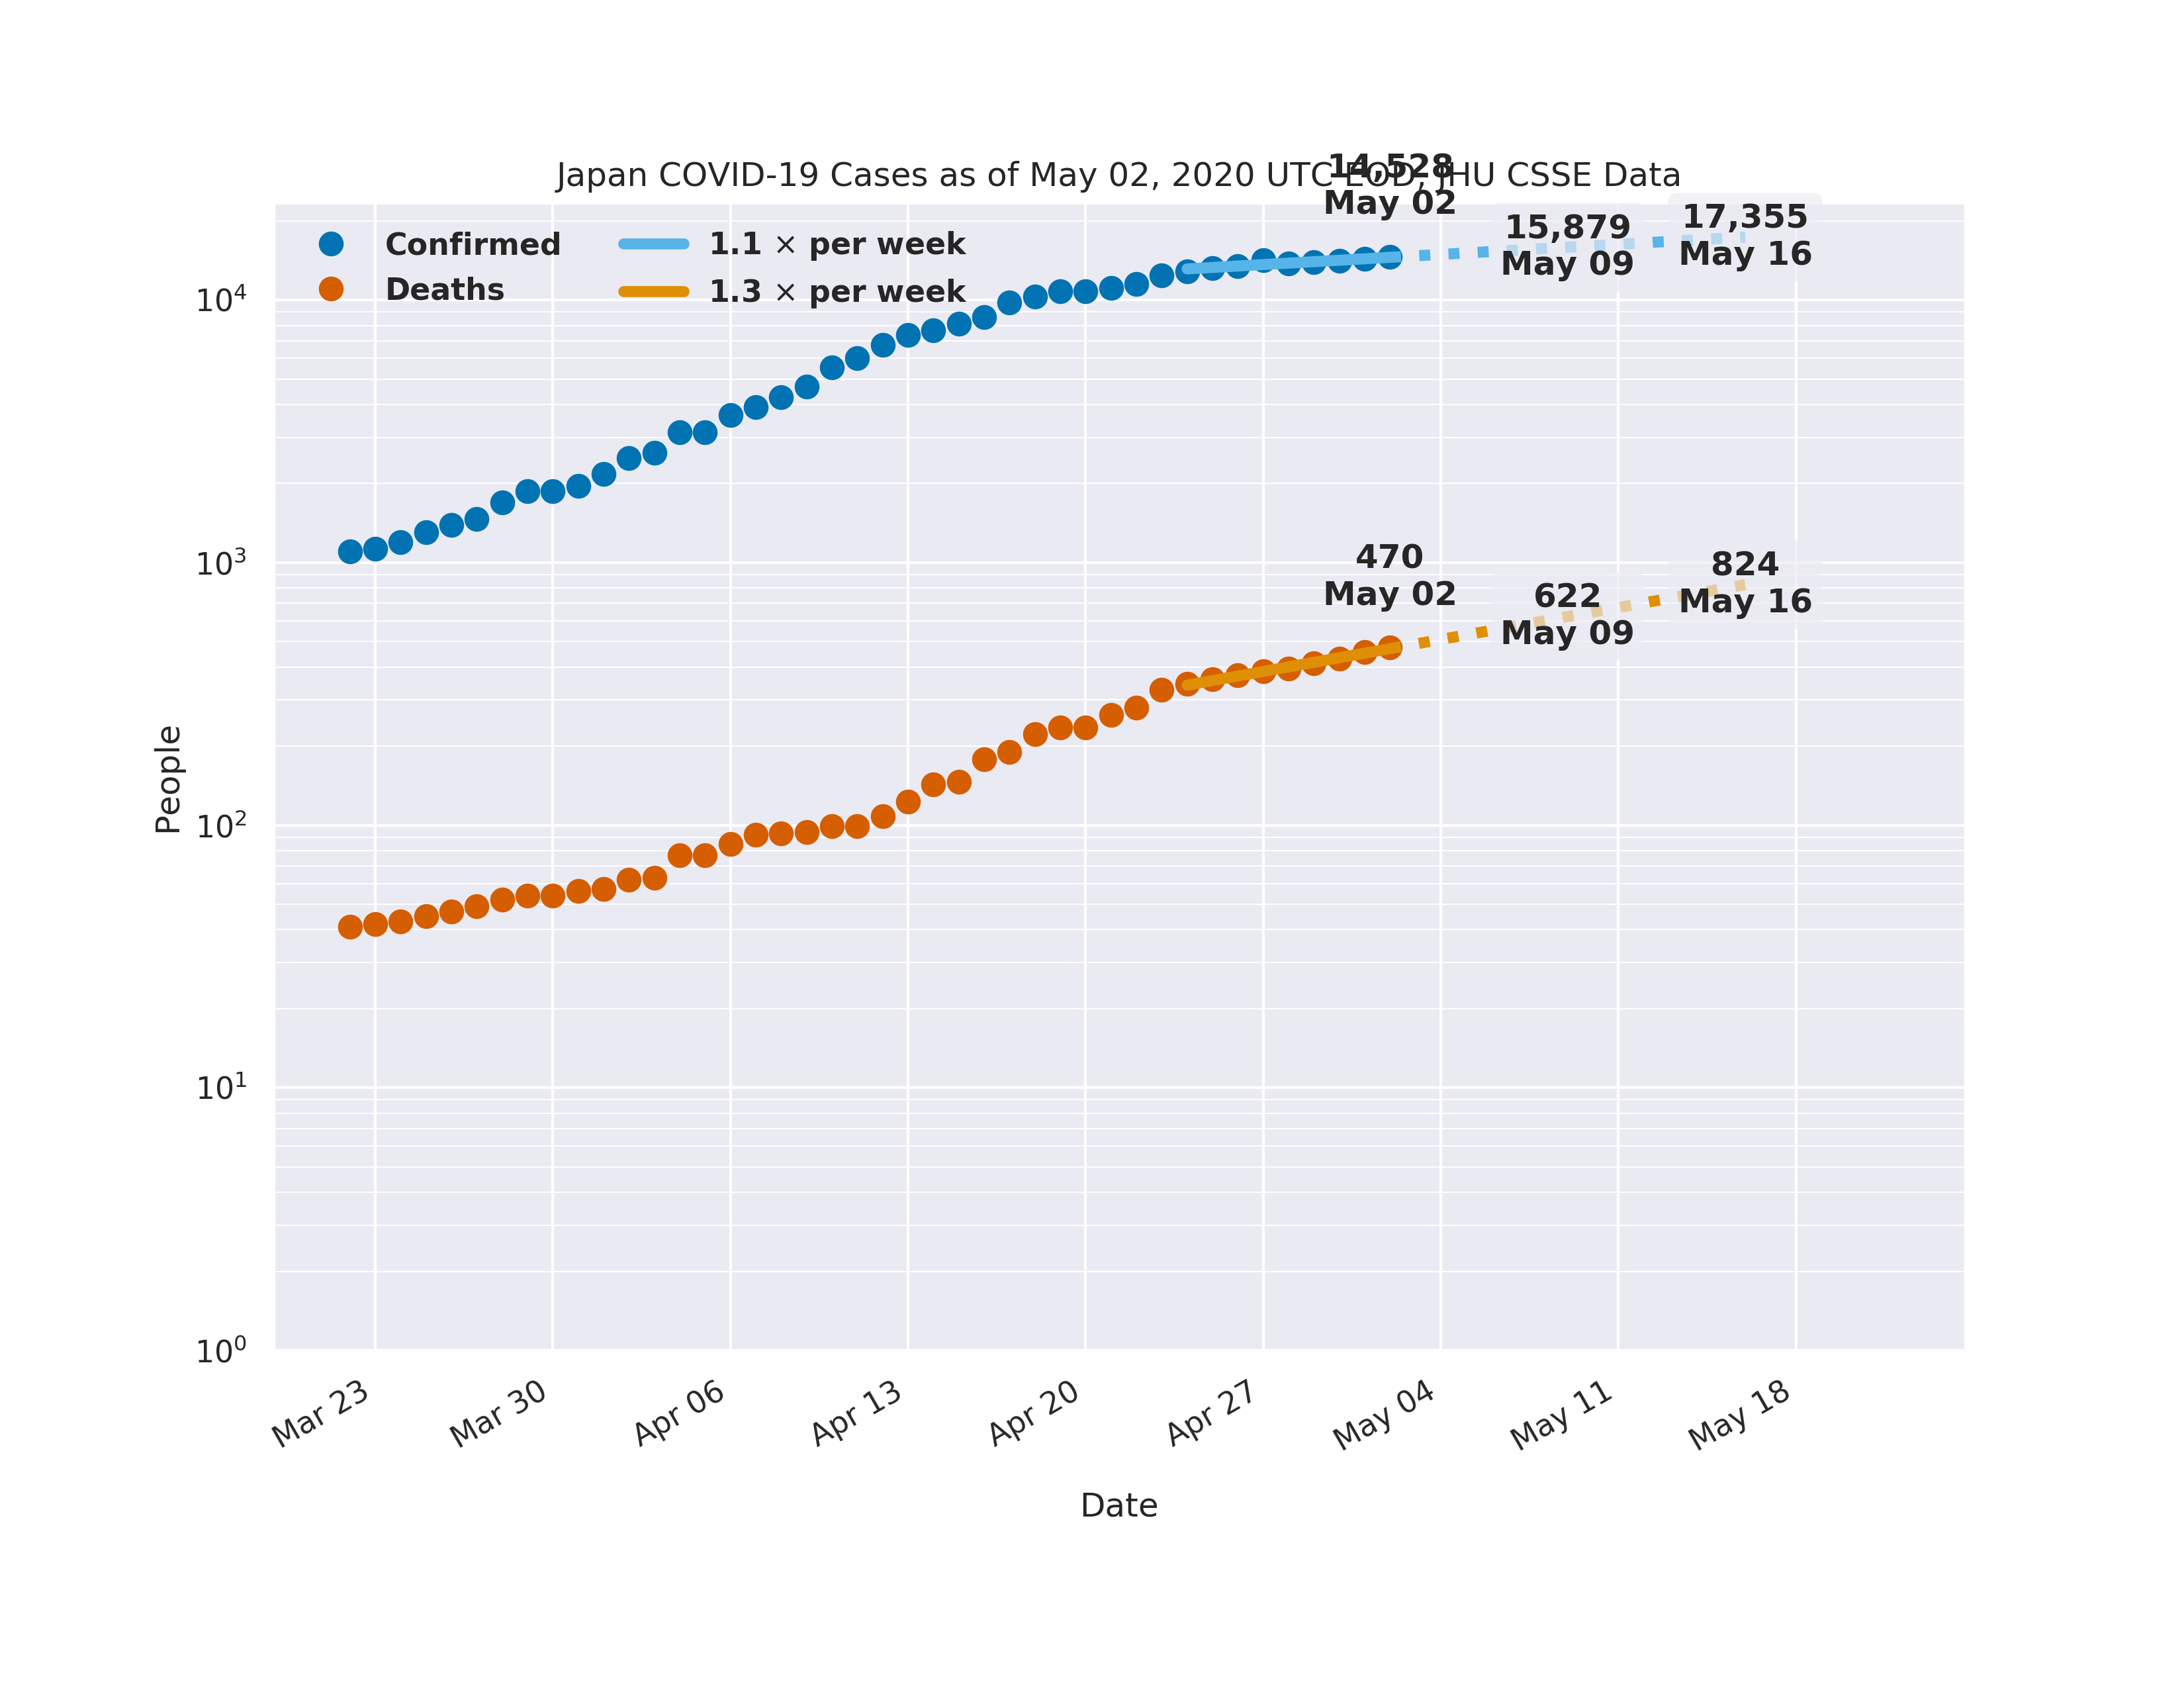 Japan COVID-19 Cases as of May 02, 2020 UTC EOD, JHU CSSE Data
14,528
May 02
15,879
May 09
17,355
May 16
Confirmed
Deaths
1.1 × per week
1.3 × per week
470
May 02
622
May 09
824
May 16
People
10⁴
10³
10²
10¹
10⁰
Mar 23
Mar 30
Apr 06
Apr 13
Apr 20
Apr 27
May 04
May 11
May 18
Date